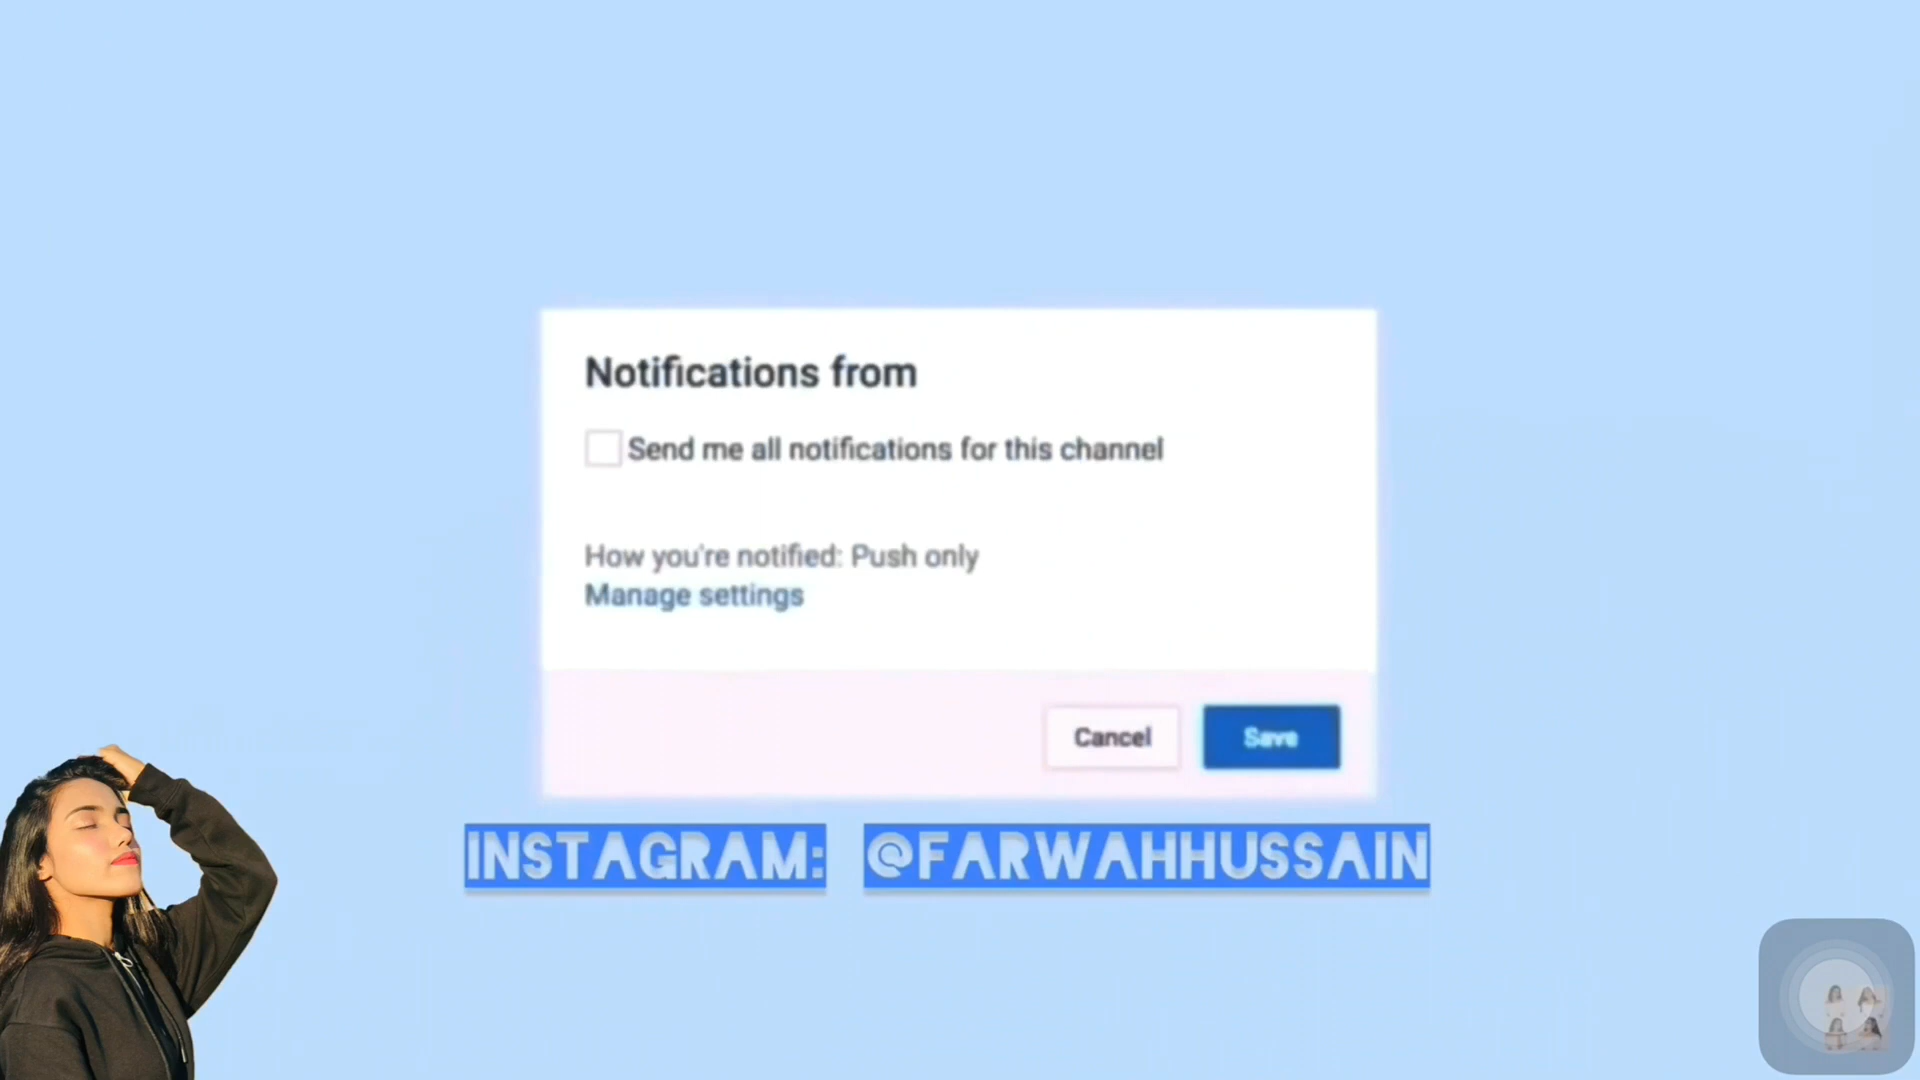 Notifications from
Send me all notifications for this channel
How you're notified: Push only
Manage settings
Cancel Save
INSTAGRAM: @FARWAHHUSSAIN